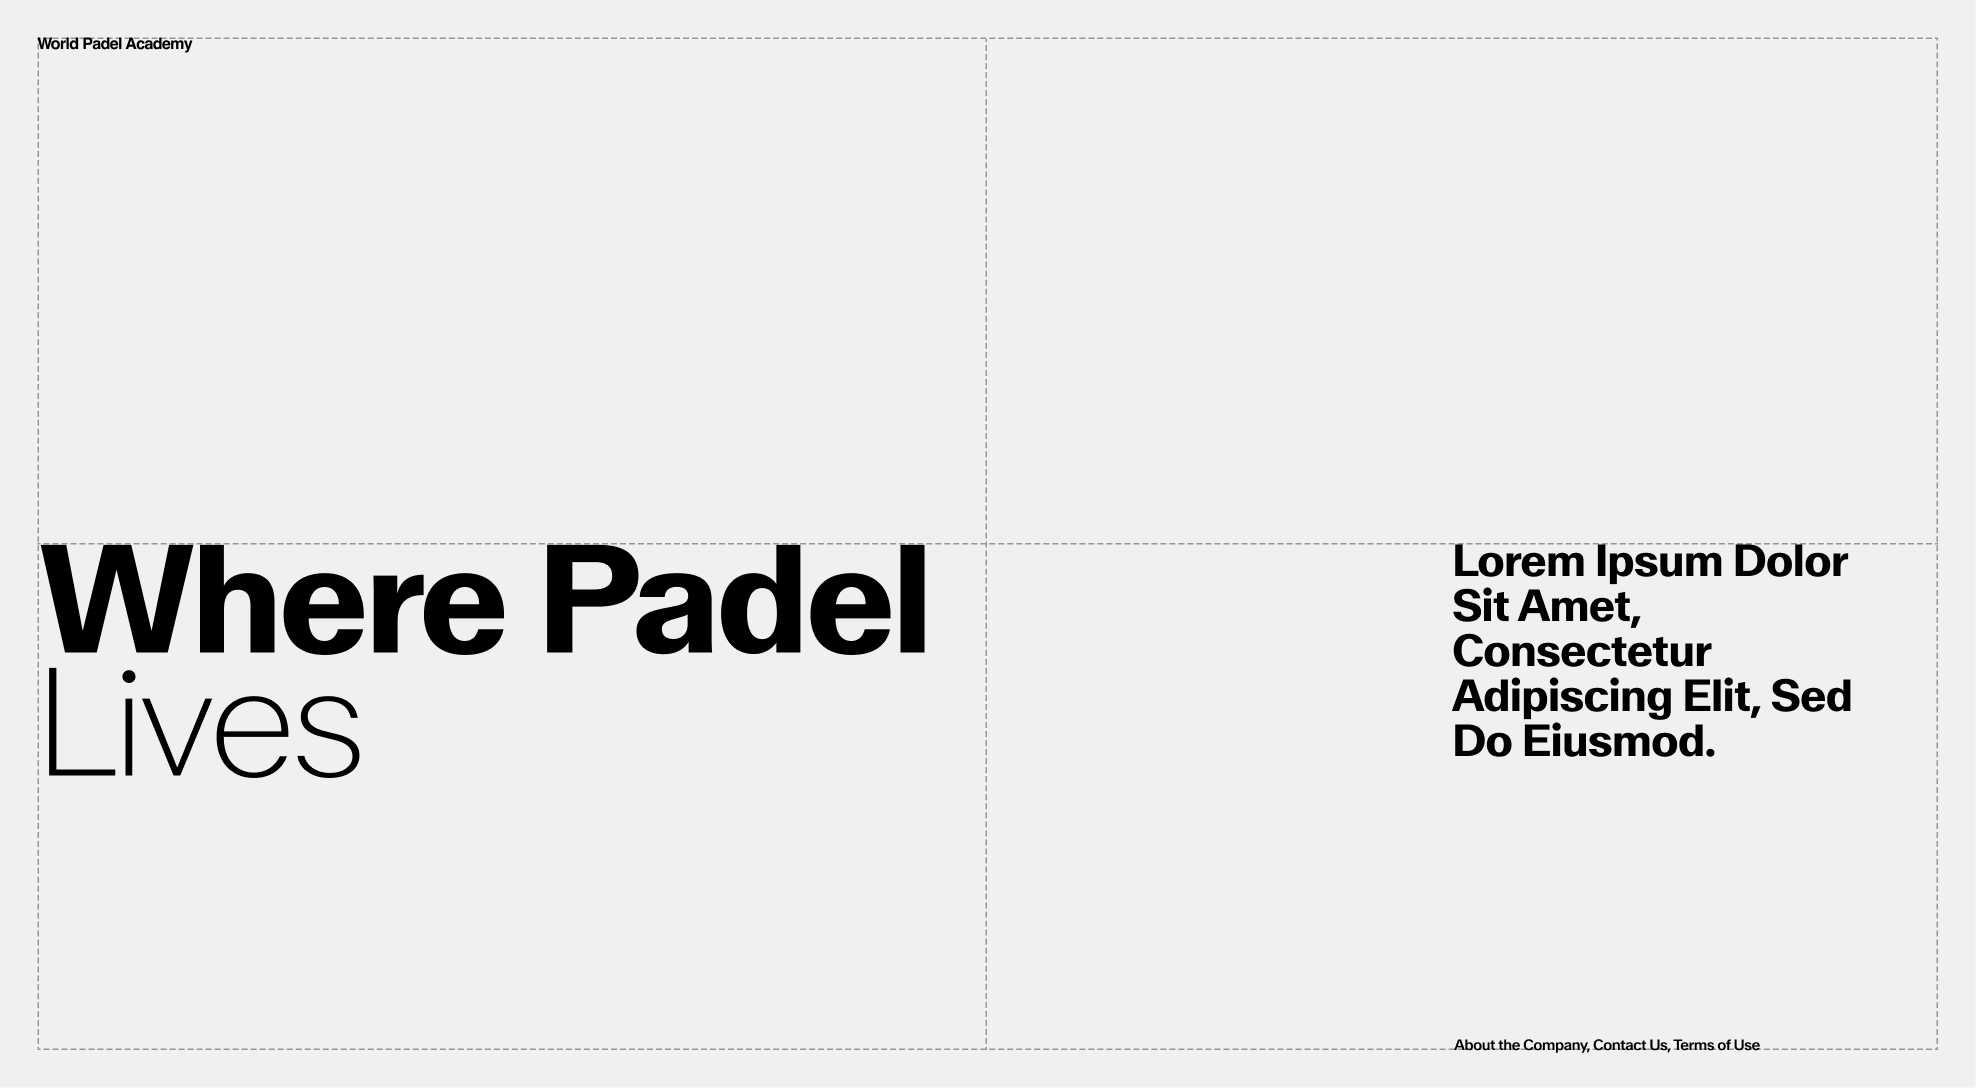 World Padel Academy
Where Padel
Lives
Lorem Ipsum Dolor
Sit Amet,
Consectetur
Adipiscing Elit, Sed
Do Eiusmod.
About the Company, Contact Us, Terms of Use